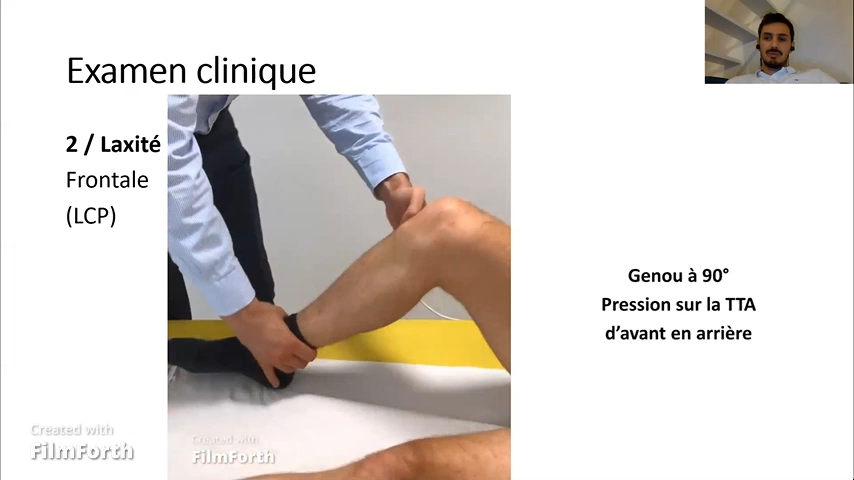 Examen clinique
2 / Laxité
Frontale
(LCP)
Genou à 90°
Pression sur la TTA
d'avant en arrière
Created with
FilmForth
Created with
FilmForth